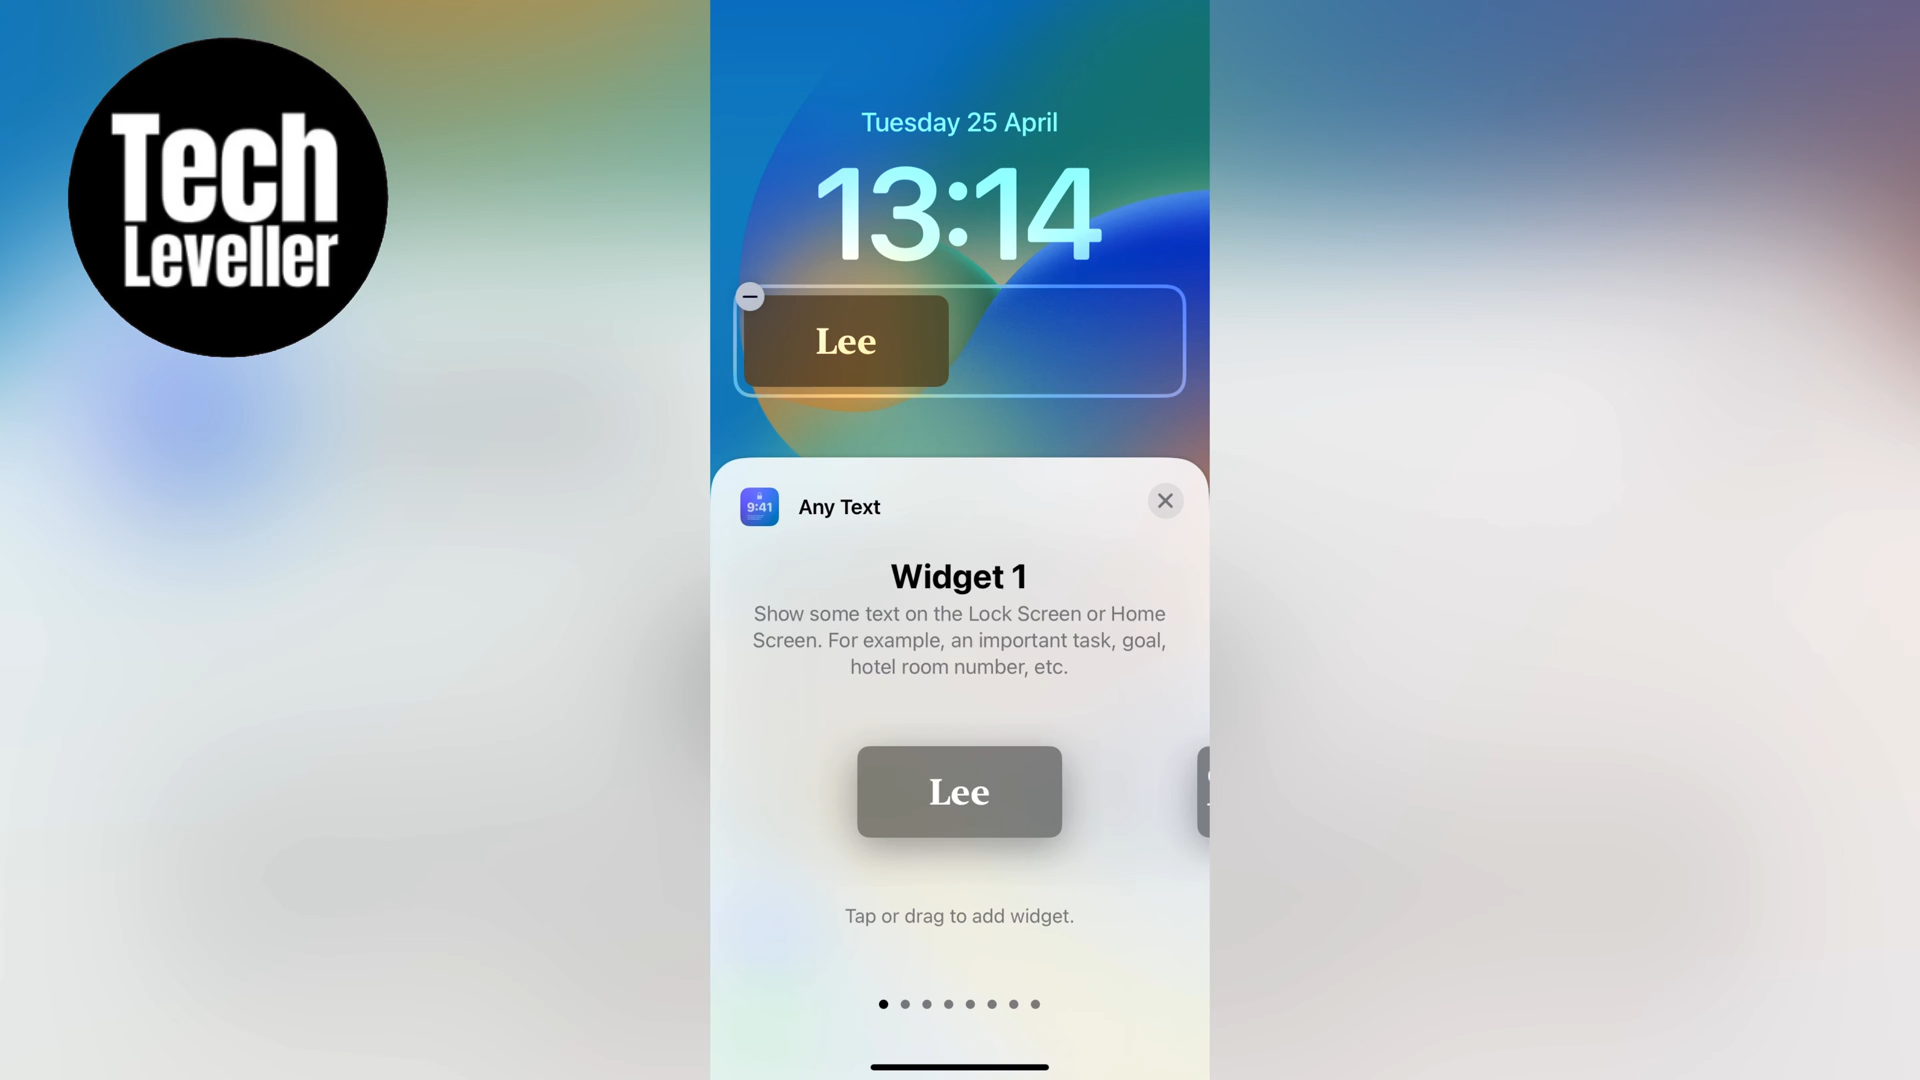 Tech
Leveller
Tuesday 25 April
13:14
Lee
9:41
Any Text
Widget 1
Show some text on the Lock Screen or Home
Screen. For example, an important task, goal,
hotel room number, etc.
Lee
Tap or drag to add widget.